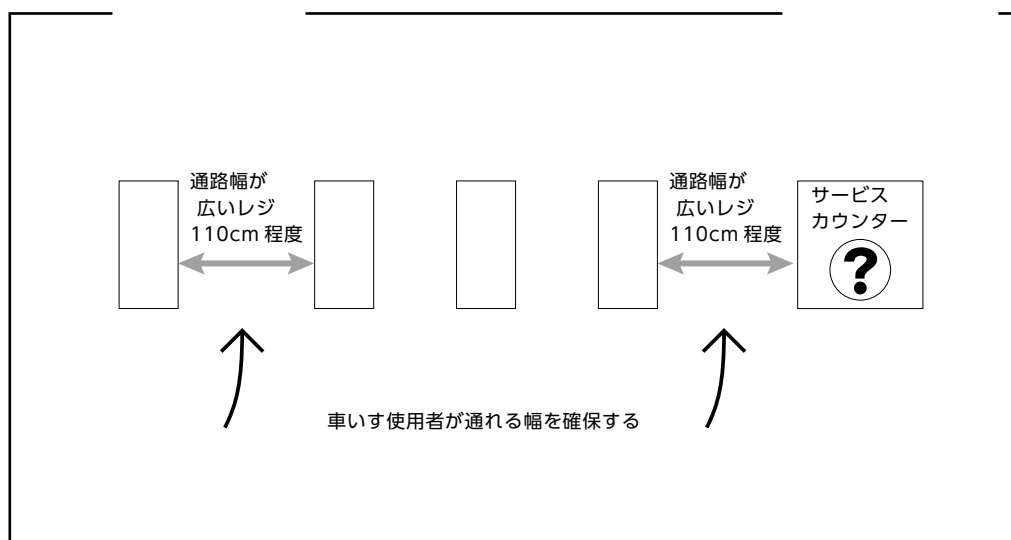 通路幅が
広いレジ
110cm 程度
通路幅が
広いレジ
110cm 程度
サービス
カウンター
?
車いす使用者が通れる幅を確保する